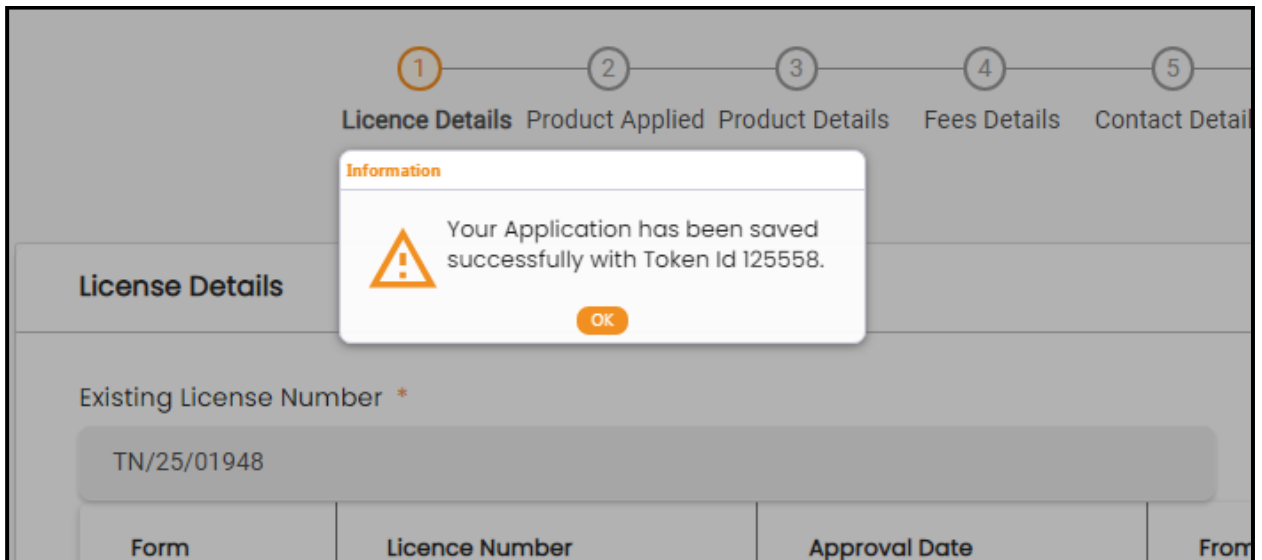 1 2 3 4 5
Licence Details Product Applied Product Details Fees Details Contact Detail
Information
Your Application has been saved
successfully with Token Id 125558.
OK
License Details
Existing License Number *
TN/25/01948
Form Licence Number Approval Date From